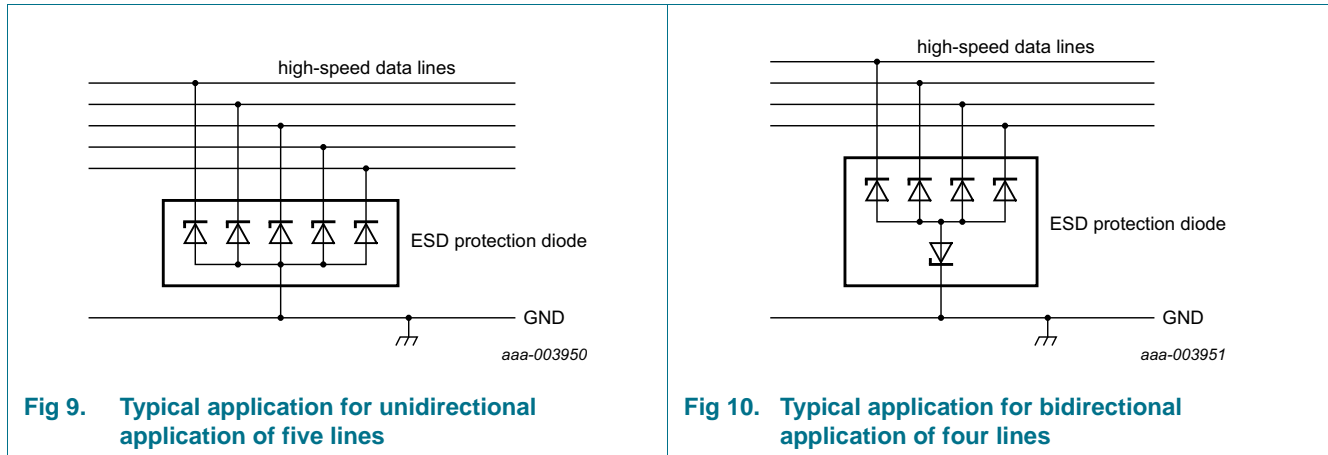 high-speed data lines
ESD protection diode
GND
aaa-003950
Fig 9. Typical application for unidirectional
application of five lines
high-speed data lines
ESD protection diode
GND
aaa-003951
Fig 10. Typical application for bidirectional
application of four lines